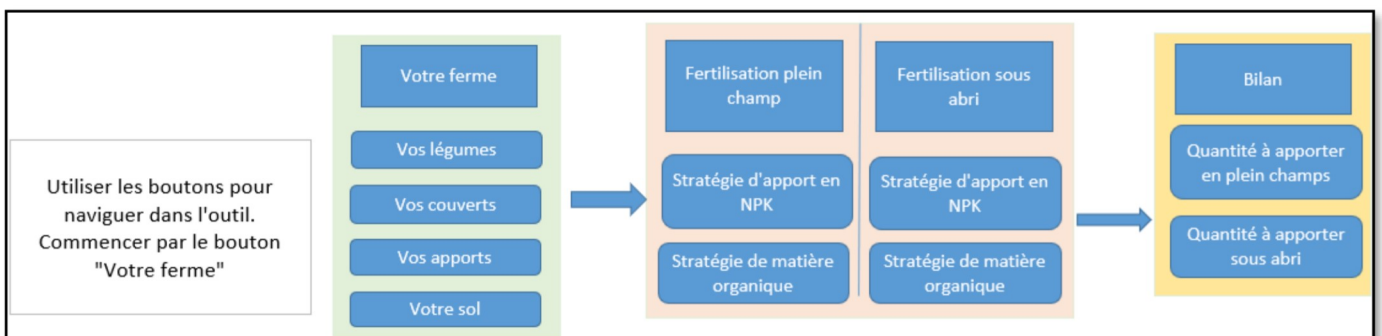 Utiliser les boutons pour
naviguer dans l'outil.
Commencer par le bouton
"Votre ferme"
Votre ferme
Vos légumes
Vos couverts
Vos apports
Votre sol
Fertilisation plein
champ
Stratégie d'apport en
NPK
Stratégie de matière
organique
Fertilisation sous
abri
Stratégie d'apport en
NPK
Stratégie de matière
organique
Bilan
Quantité à apporter
en plein champs
Quantité à apporter
sous abri